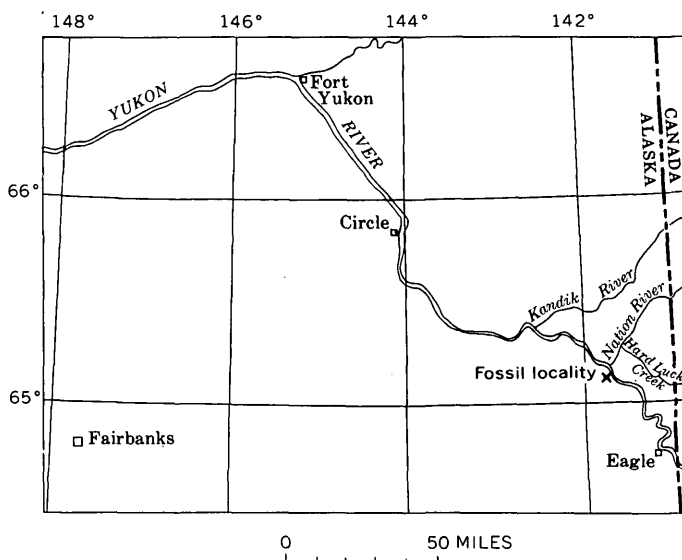 148° 146° 144° 142°
YUKON
Fort
Yukon
RIVER
CANADA
ALASKA
66°
Circle
Kandik River
Nation River
Hard Luck
Creek
Fossil locality
65°
Fairbanks
Eagle
0 50 MILES